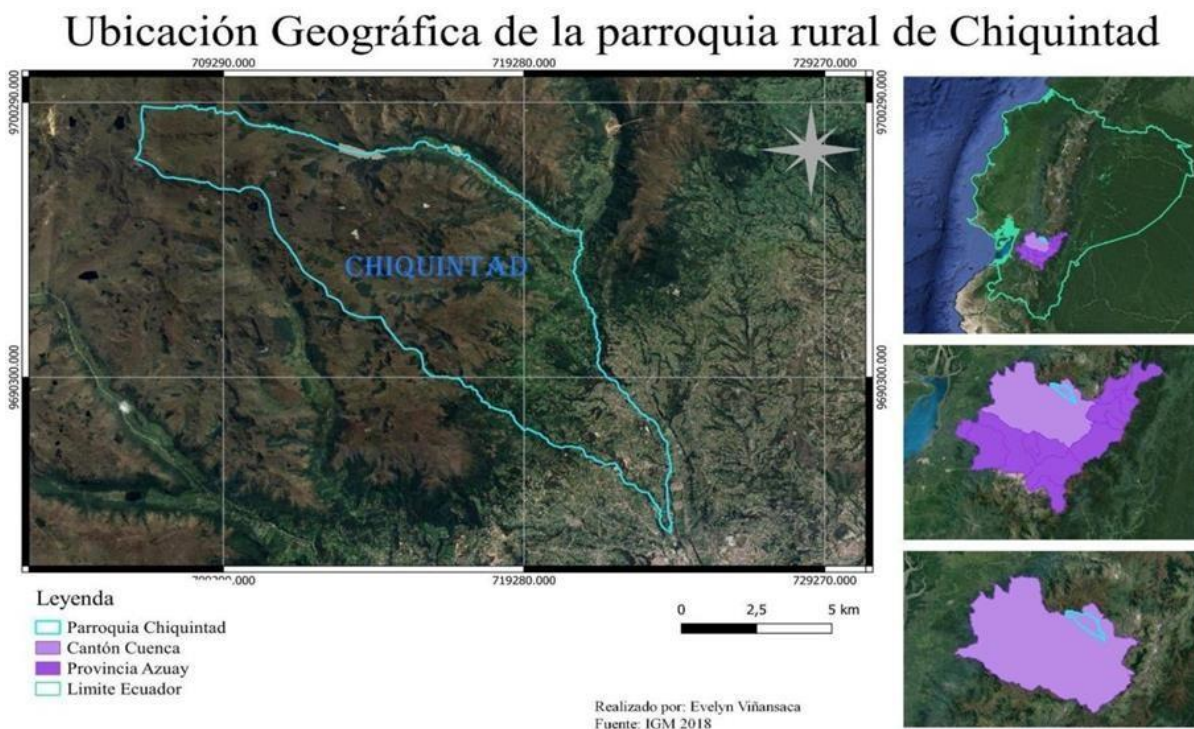 Ubicación Geográfica de la parroquia rural de Chiquintad
709290.000 719280.000 729270.000
9700290.000 9700290.000
CHIQUINTAD
9690300.000 9690300.000
719280.000 729270.000
Leyenda
Parroquia Chiquintad
Cantón Cuenca
Provincia Azuay
Limite Ecuador
0 2,5 5 km
Realizado por: Evelyn Viñansaca
Fuente: IGM 2018